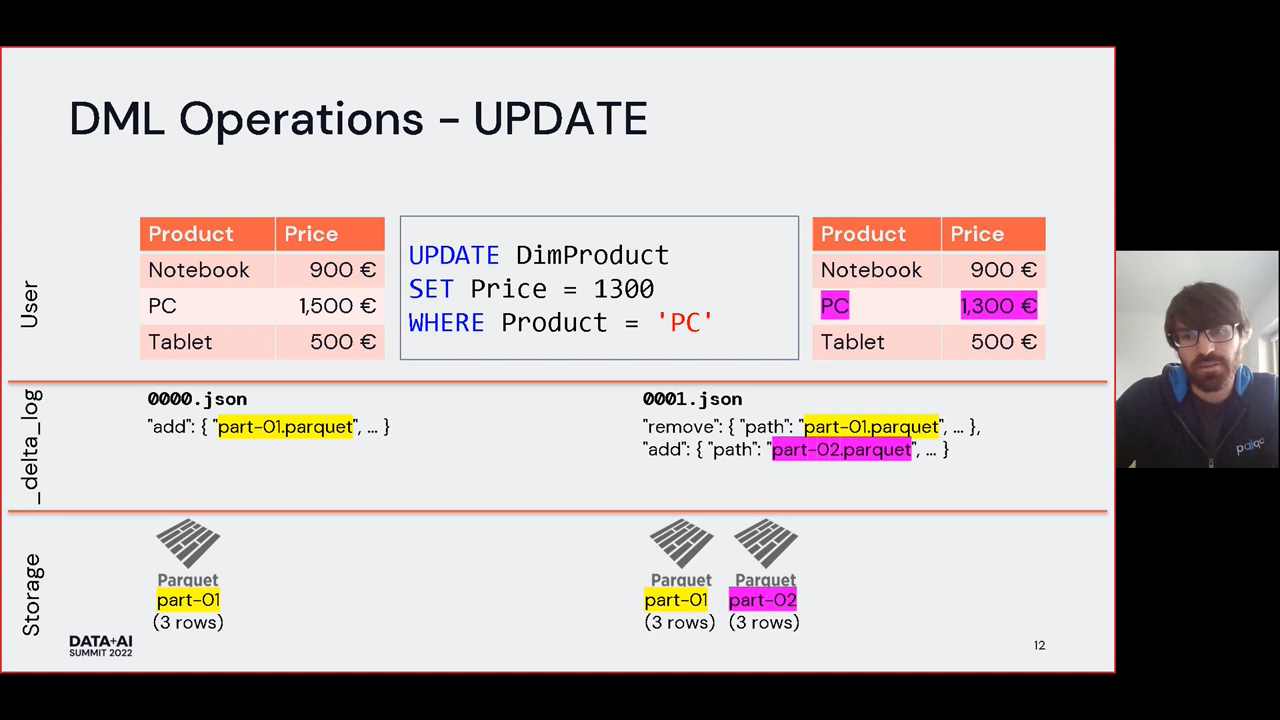 DML Operations - UPDATE
User
Product Price
Notebook 900 €
PC 1,500 €
Tablet 500 €
UPDATE DimProduct
SET Price = 1300
WHERE Product = 'PC'
Product Price
Notebook 900 €
PC 1,300 €
Tablet 500 €
_delta_log
0000.json
"add": { "part-01.parquet", ... }
0001.json
"remove": { "path": "part-01.parquet", ... },
"add": { "path": "part-02.parquet", ... }
Storage
Parquet
part-01
(3 rows)
Parquet
part-01
(3 rows)
Parquet
part-02
(3 rows)
DATA+AI
SUMMIT 2022
12